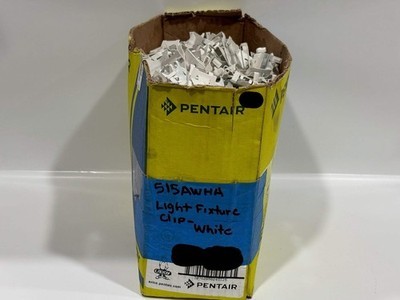 PENTAIR
515AWHA
Light Fixture
Clip-
White
PENTAIR